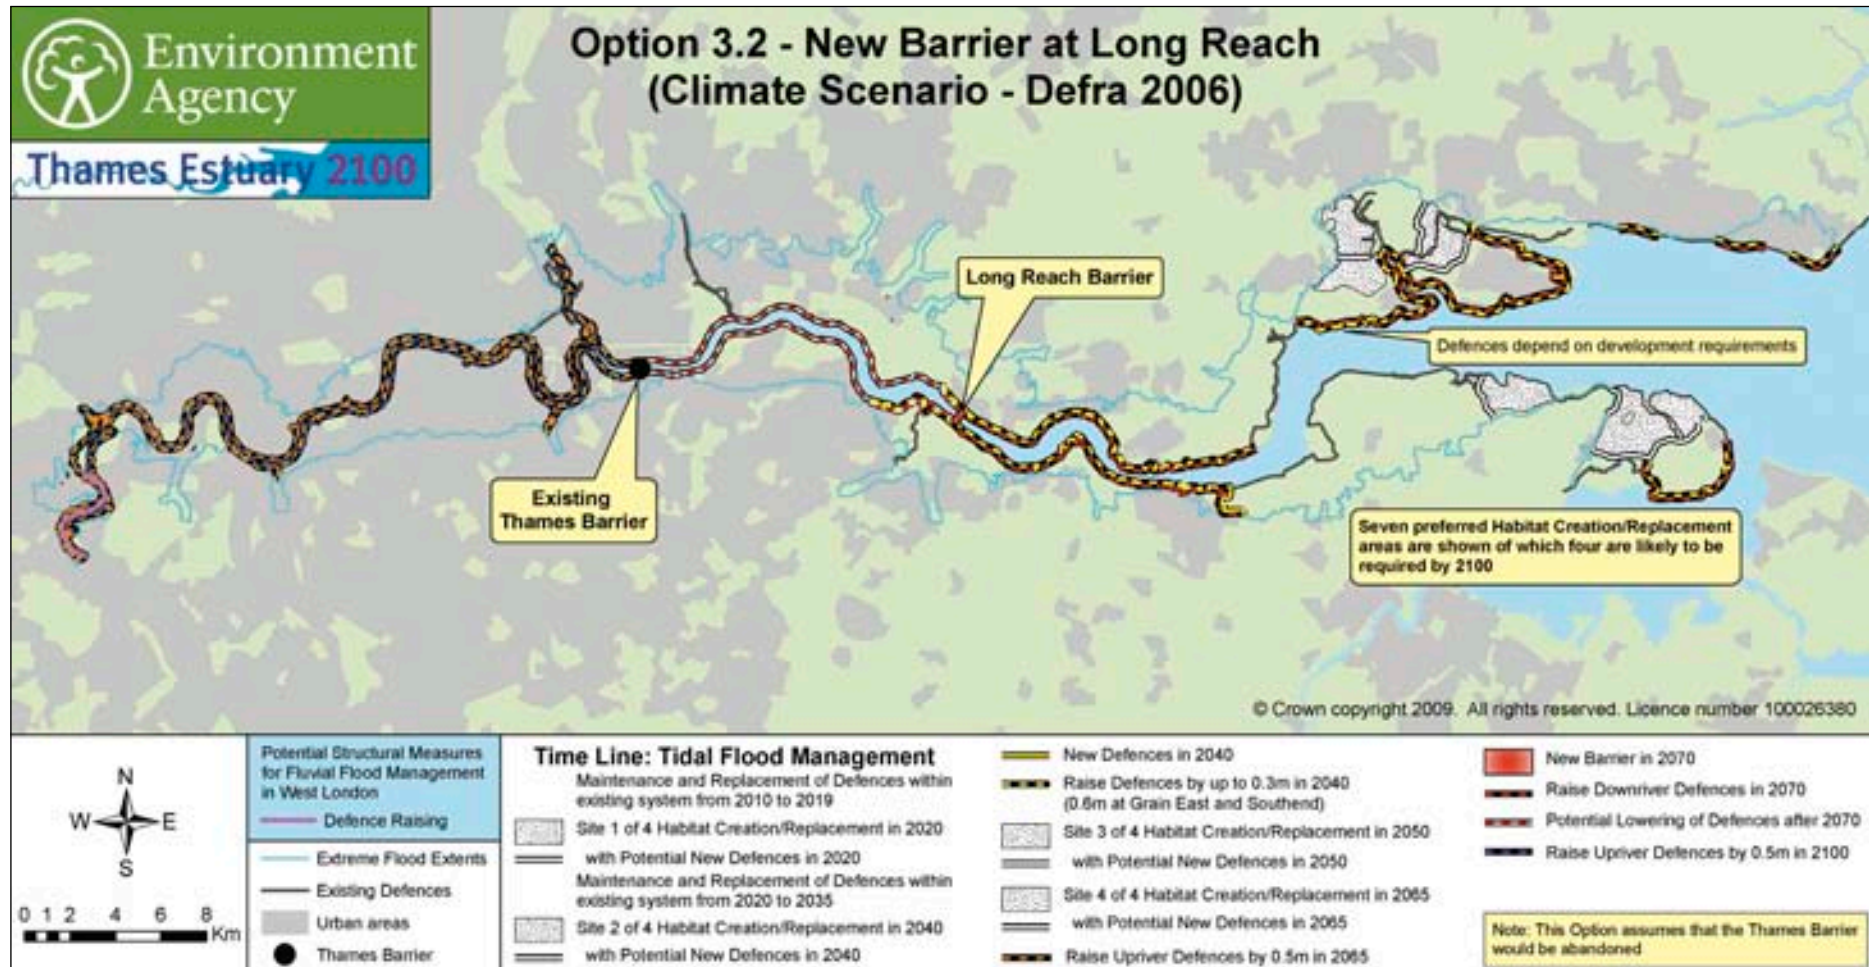 Environment
Agency
Thames Estuary 2100
Option 3.2 - New Barrier at Long Reach
(Climate Scenario - Defra 2006)
Long Reach Barrier
Defences depend on development requirements
Existing
Thames Barrier
Seven preferred Habitat Creation/Replacement
areas are shown of which four are likely to be
required by 2100
© Crown copyright 2009. All rights reserved. Licence number 100026380
N
W E
S
0 1 2 4 6 8
Km
Potential Structural Measures
for Fluvial Flood Management
in West London
Defence Raising
Extreme Flood Extents
Existing Defences
Urban areas
Thames Barrier
Time Line: Tidal Flood Management
Maintenance and Replacement of Defences within
existing system from 2010 to 2019
Site 1 of 4 Habitat Creation/Replacement in 2020
with Potential New Defences in 2020
Maintenance and Replacement of Defences within
existing system from 2020 to 2035
Site 2 of 4 Habitat Creation/Replacement in 2040
with Potential New Defences in 2040
New Defences in 2040
Raise Defences by up to 0.3m in 2040
(0.6m at Grain East and Southend)
Site 3 of 4 Habitat Creation/Replacement in 2050
with Potential New Defences in 2050
Site 4 of 4 Habitat Creation/Replacement in 2065
with Potential New Defences in 2065
Raise Upriver Defences by 0.5m in 2065
New Barrier in 2070
Raise Downriver Defences in 2070
Potential Lowering of Defences after 2070
Raise Upriver Defences by 0.5m in 2100
Note: This Option assumes that the Thames Barrier
would be abandoned